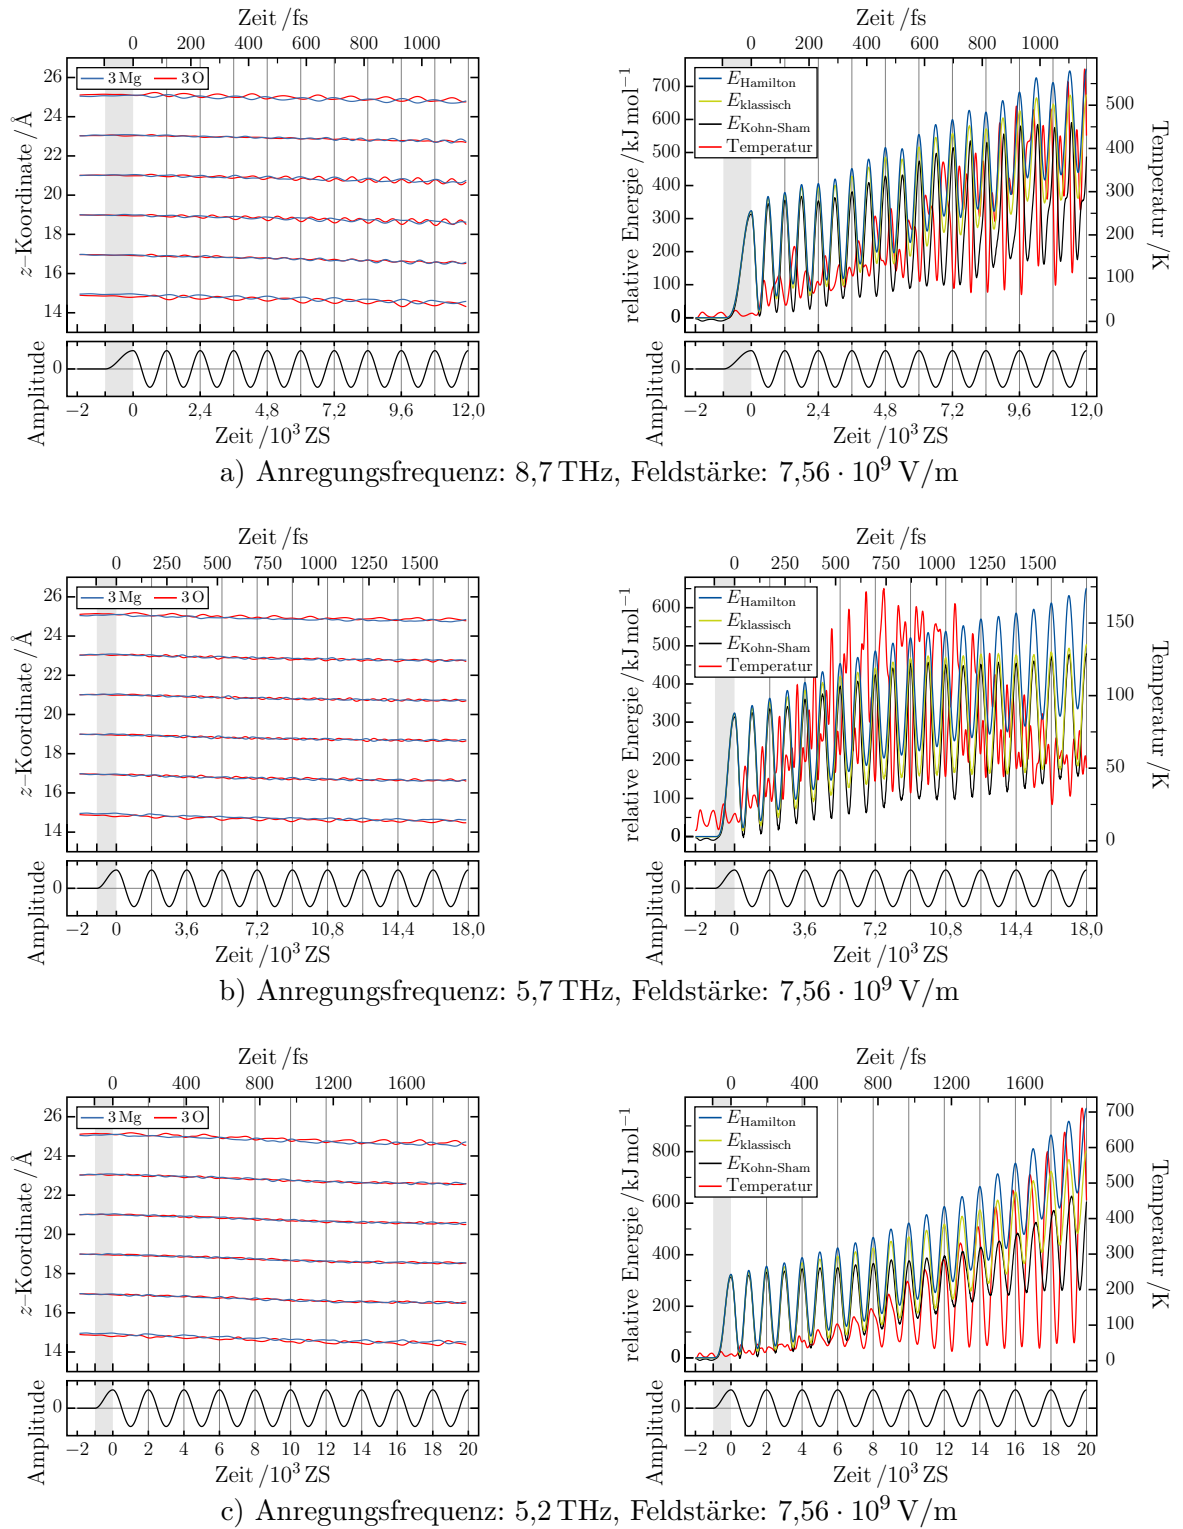 Zeit /fs
0 200 400 600 800 1000
3 Mg 3 O
z–Koordinate /Å
26
24
22
20
18
16
14
Amplitude
0
−2 0 2,4 4,8 7,2 9,6 12,0
Zeit /10³ ZS
Zeit /fs
0 200 400 600 800 1000
E_Hamilton
E_klassisch
E_Kohn-Sham
Temperatur
relative Energie /kJ mol⁻¹
700
600
500
400
300
200
100
0
Temperatur /K
500
400
300
200
100
0
Amplitude
0
−2 0 2,4 4,8 7,2 9,6 12,0
Zeit /10³ ZS
a) Anregungsfrequenz: 8,7 THz, Feldstärke: 7,56 · 10⁹ V/m
Zeit /fs
0 250 500 750 1000 1250 1500
3 Mg 3 O
z–Koordinate /Å
26
24
22
20
18
16
14
Amplitude
0
−2 0 3,6 7,2 10,8 14,4 18,0
Zeit /10³ ZS
Zeit /fs
0 250 500 750 1000 1250 1500
E_Hamilton
E_klassisch
E_Kohn-Sham
Temperatur
relative Energie /kJ mol⁻¹
600
500
400
300
200
100
0
Temperatur /K
150
100
50
0
Amplitude
0
−2 0 3,6 7,2 10,8 14,4 18,0
Zeit /10³ ZS
b) Anregungsfrequenz: 5,7 THz, Feldstärke: 7,56 · 10⁹ V/m
Zeit /fs
0 400 800 1200 1600
3 Mg 3 O
z–Koordinate /Å
26
24
22
20
18
16
14
Amplitude
0
−2 0 2 4 6 8 10 12 14 16 18 20
Zeit /10³ ZS
Zeit /fs
0 400 800 1200 1600
E_Hamilton
E_klassisch
E_Kohn-Sham
Temperatur
relative Energie /kJ mol⁻¹
800
600
400
200
0
Temperatur /K
700
600
500
400
300
200
100
0
Amplitude
0
−2 0 2 4 6 8 10 12 14 16 18 20
Zeit /10³ ZS
c) Anregungsfrequenz: 5,2 THz, Feldstärke: 7,56 · 10⁹ V/m